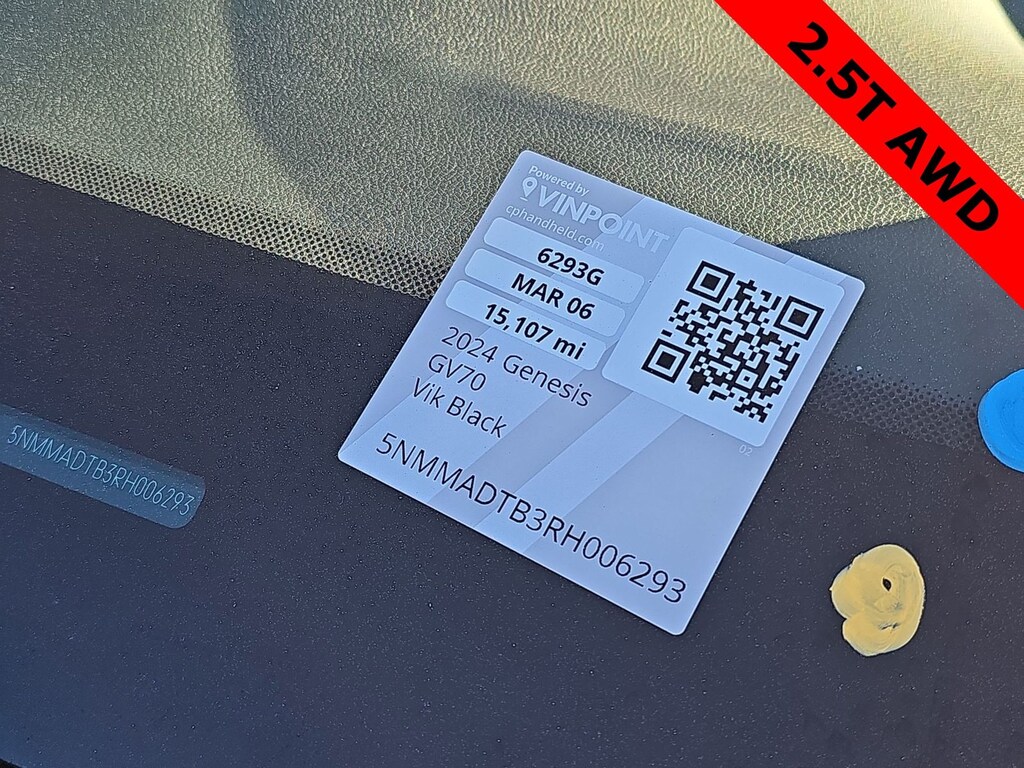 2.5T AWD
Powered by
VINPOINT
cphandheld.com
6293G
MAR 06
15,107 mi
2024 Genesis
GV70
Vik Black
02
5NMMADTB3RH006293
5NMMADTB3RH006293